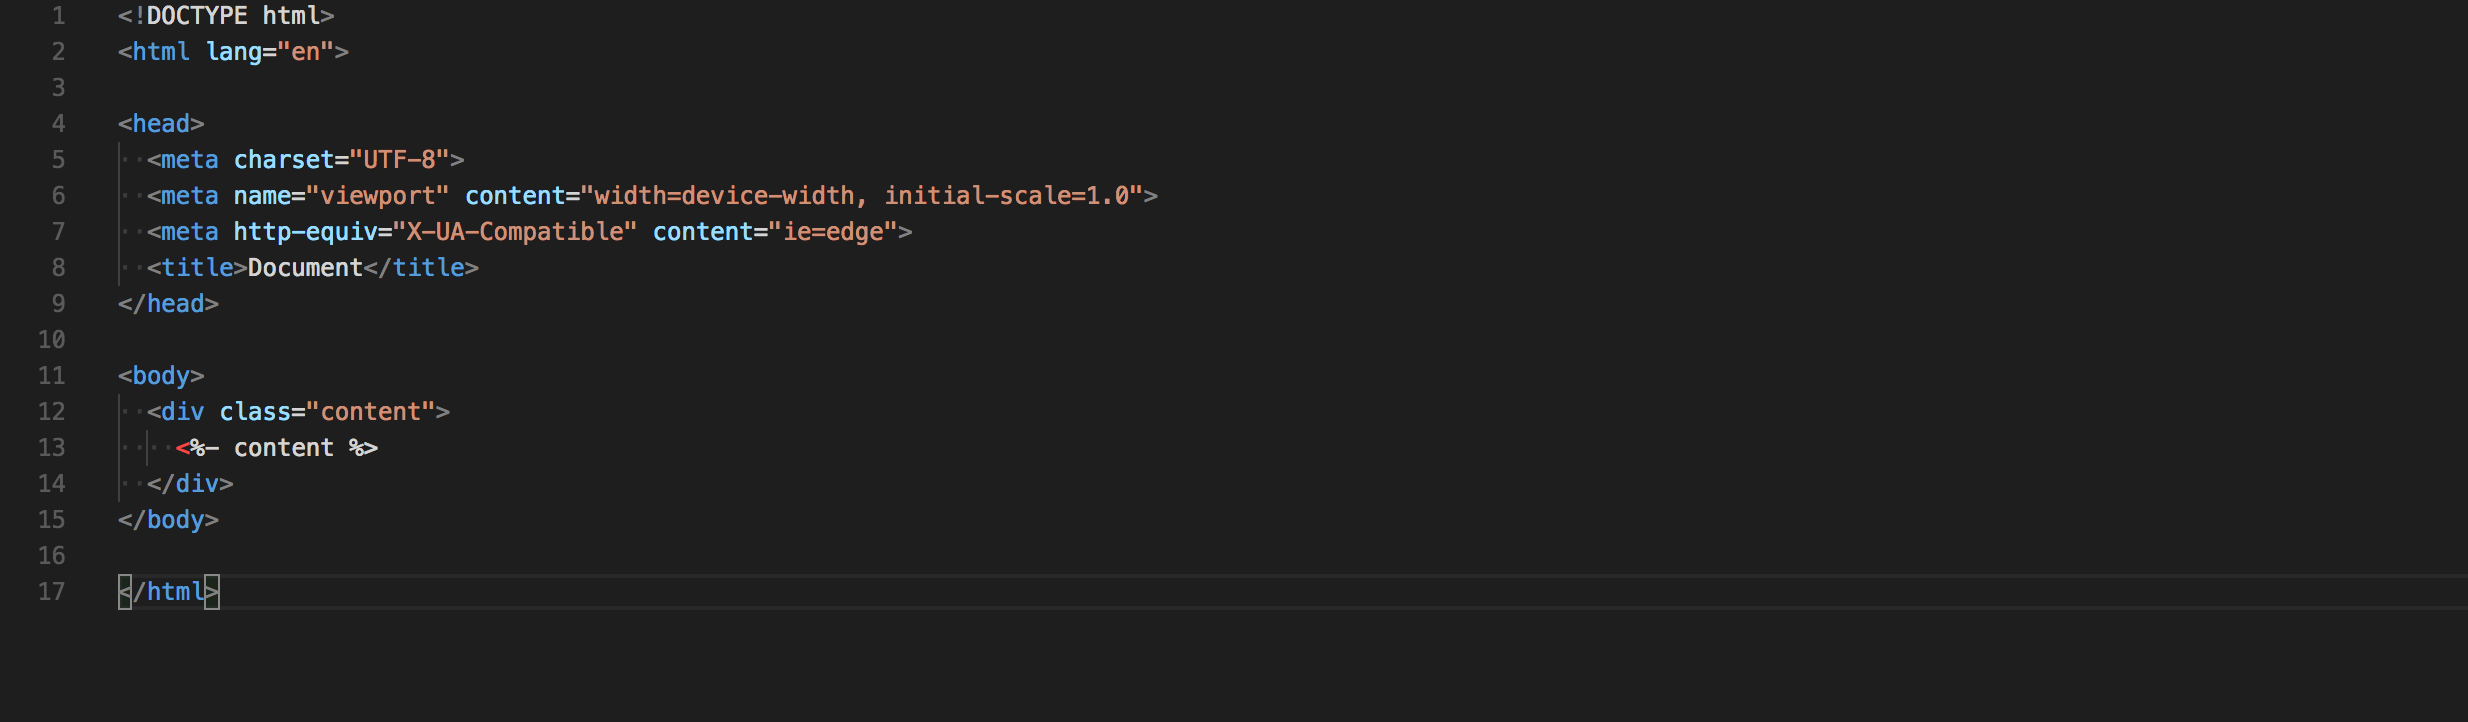 1 <!DOCTYPE html>
2 <html lang="en">
3
4 <head>
5   <meta charset="UTF-8">
6   <meta name="viewport" content="width=device-width, initial-scale=1.0">
7   <meta http-equiv="X-UA-Compatible" content="ie=edge">
8   <title>Document</title>
9 </head>
10
11 <body>
12   <div class="content">
13     <%- content %>
14   </div>
15 </body>
16
17 </html>